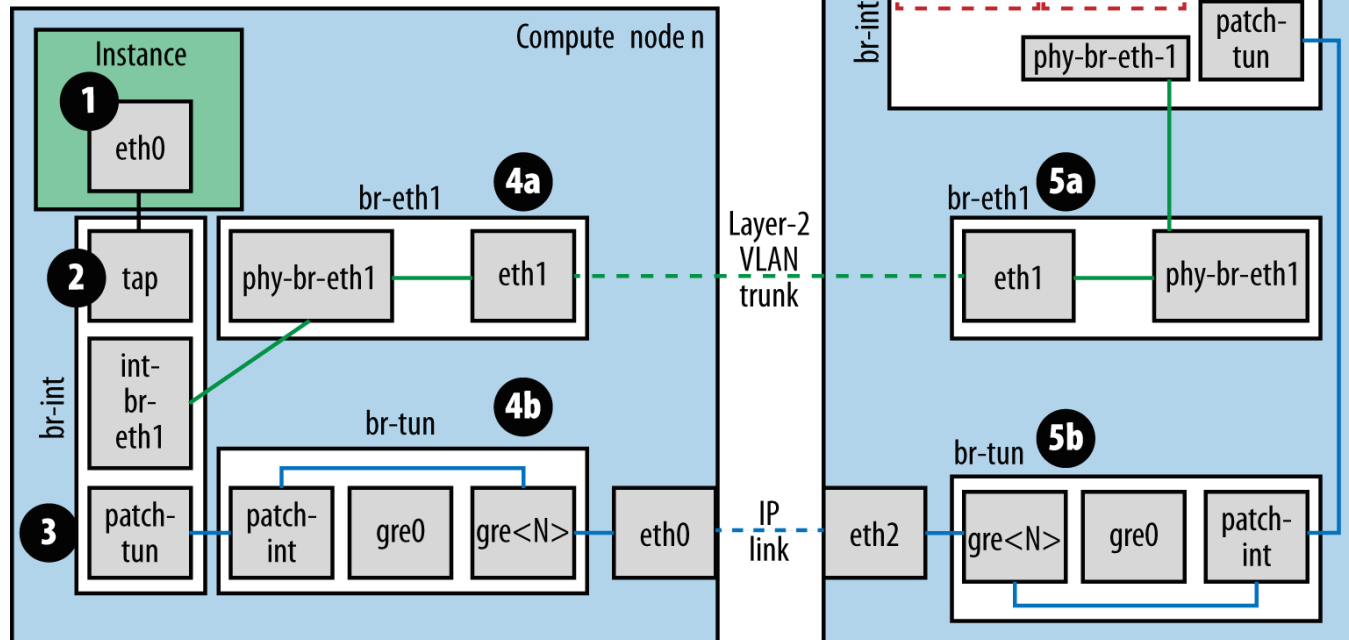 Compute node n
Instance
1
eth0
2
tap
int-
br-
eth1
br-int
3
patch-
tun
br-eth1
4a
phy-br-eth1
eth1
br-tun
4b
patch-
int
gre0
gre<N>
eth0
Layer-2
VLAN
trunk
IP
link
br-int
phy-br-eth-1
patch-
tun
br-eth1
5a
eth1
phy-br-eth1
br-tun
5b
eth2
gre<N>
gre0
patch-
int